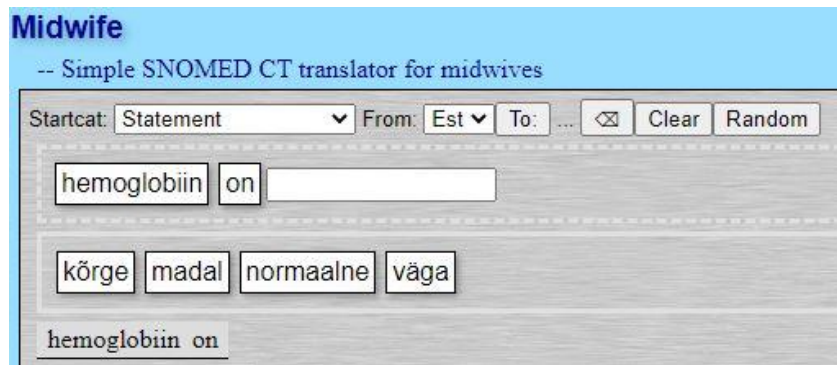 Midwife
-- Simple SNOMED CT translator for midwives
Startcat: Statement From: Est To: ... ⌫ Clear Random
hemoglobiin on
kõrge madal normaalne väga
hemoglobiin on